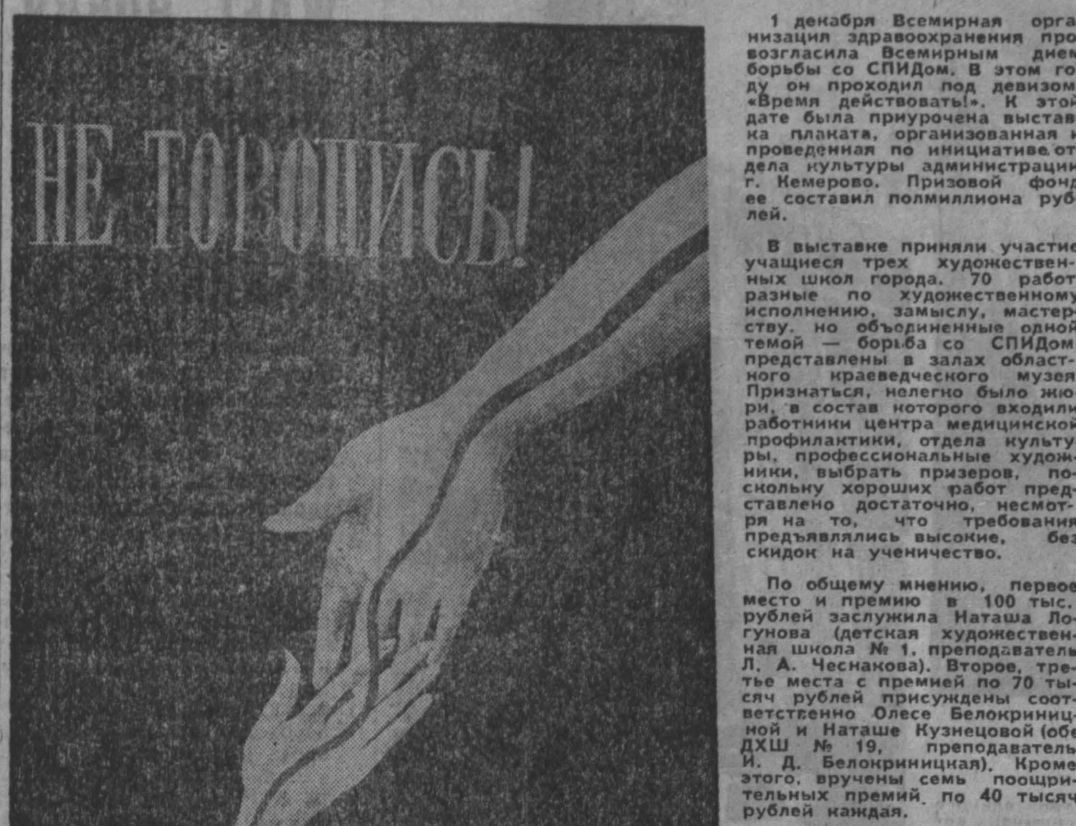 НЕ ТОРОПИСЬ!
1 декабря Всемирная орга
низация здравоохранения про
возгласила Всемирным днем
борьбы со СПИДом. В этом го
ду он проходил под девизом
«Время действовать!». К этой
дате была приурочена выстав
ка плаката, организованная и
проведенная по инициативе от
дела культуры администрации
г. Кемерово. Призовой фонд
ее составил полмиллиона руб
лей.
В выставке приняли участие
учащиеся трех художествен-
ных школ города. 70 работ
разные по художественному
исполнению, замыслу, мастер-
ству, но объединенные одной
темой — борьба со СПИДом
представлены в залах област-
ного краеведческого музея
Признаться, нелегко было жю-
ри, в состав которого входили
работники центра медицинской
профилактики, отдела культу-
ры, профессиональные худож-
ники, выбрать призеров, по-
скольку хороших работ пред-
ставлено достаточно, несмот-
ря на то, что требования
предъявлялись высокие, без
скидок на ученичество.
По общему мнению, первое
место и премию в 100 тыс.
рублей заслужила Наташа Ло-
гунова (детская художествен-
ная школа № 1, преподаватель
Л. А. Чеснакова). Второе, тре-
тье места с премией по 70 ты-
сяч рублей присуждены соот-
ветственно Олесе Белокриниц-
ной и Наташе Кузнецовой (обе
ДХШ № 19, преподаватель
И. Д. Белокриницкая). Кроме
этого, вручены семь поощри-
тельных премий по 40 тысяч
рублей каждая.